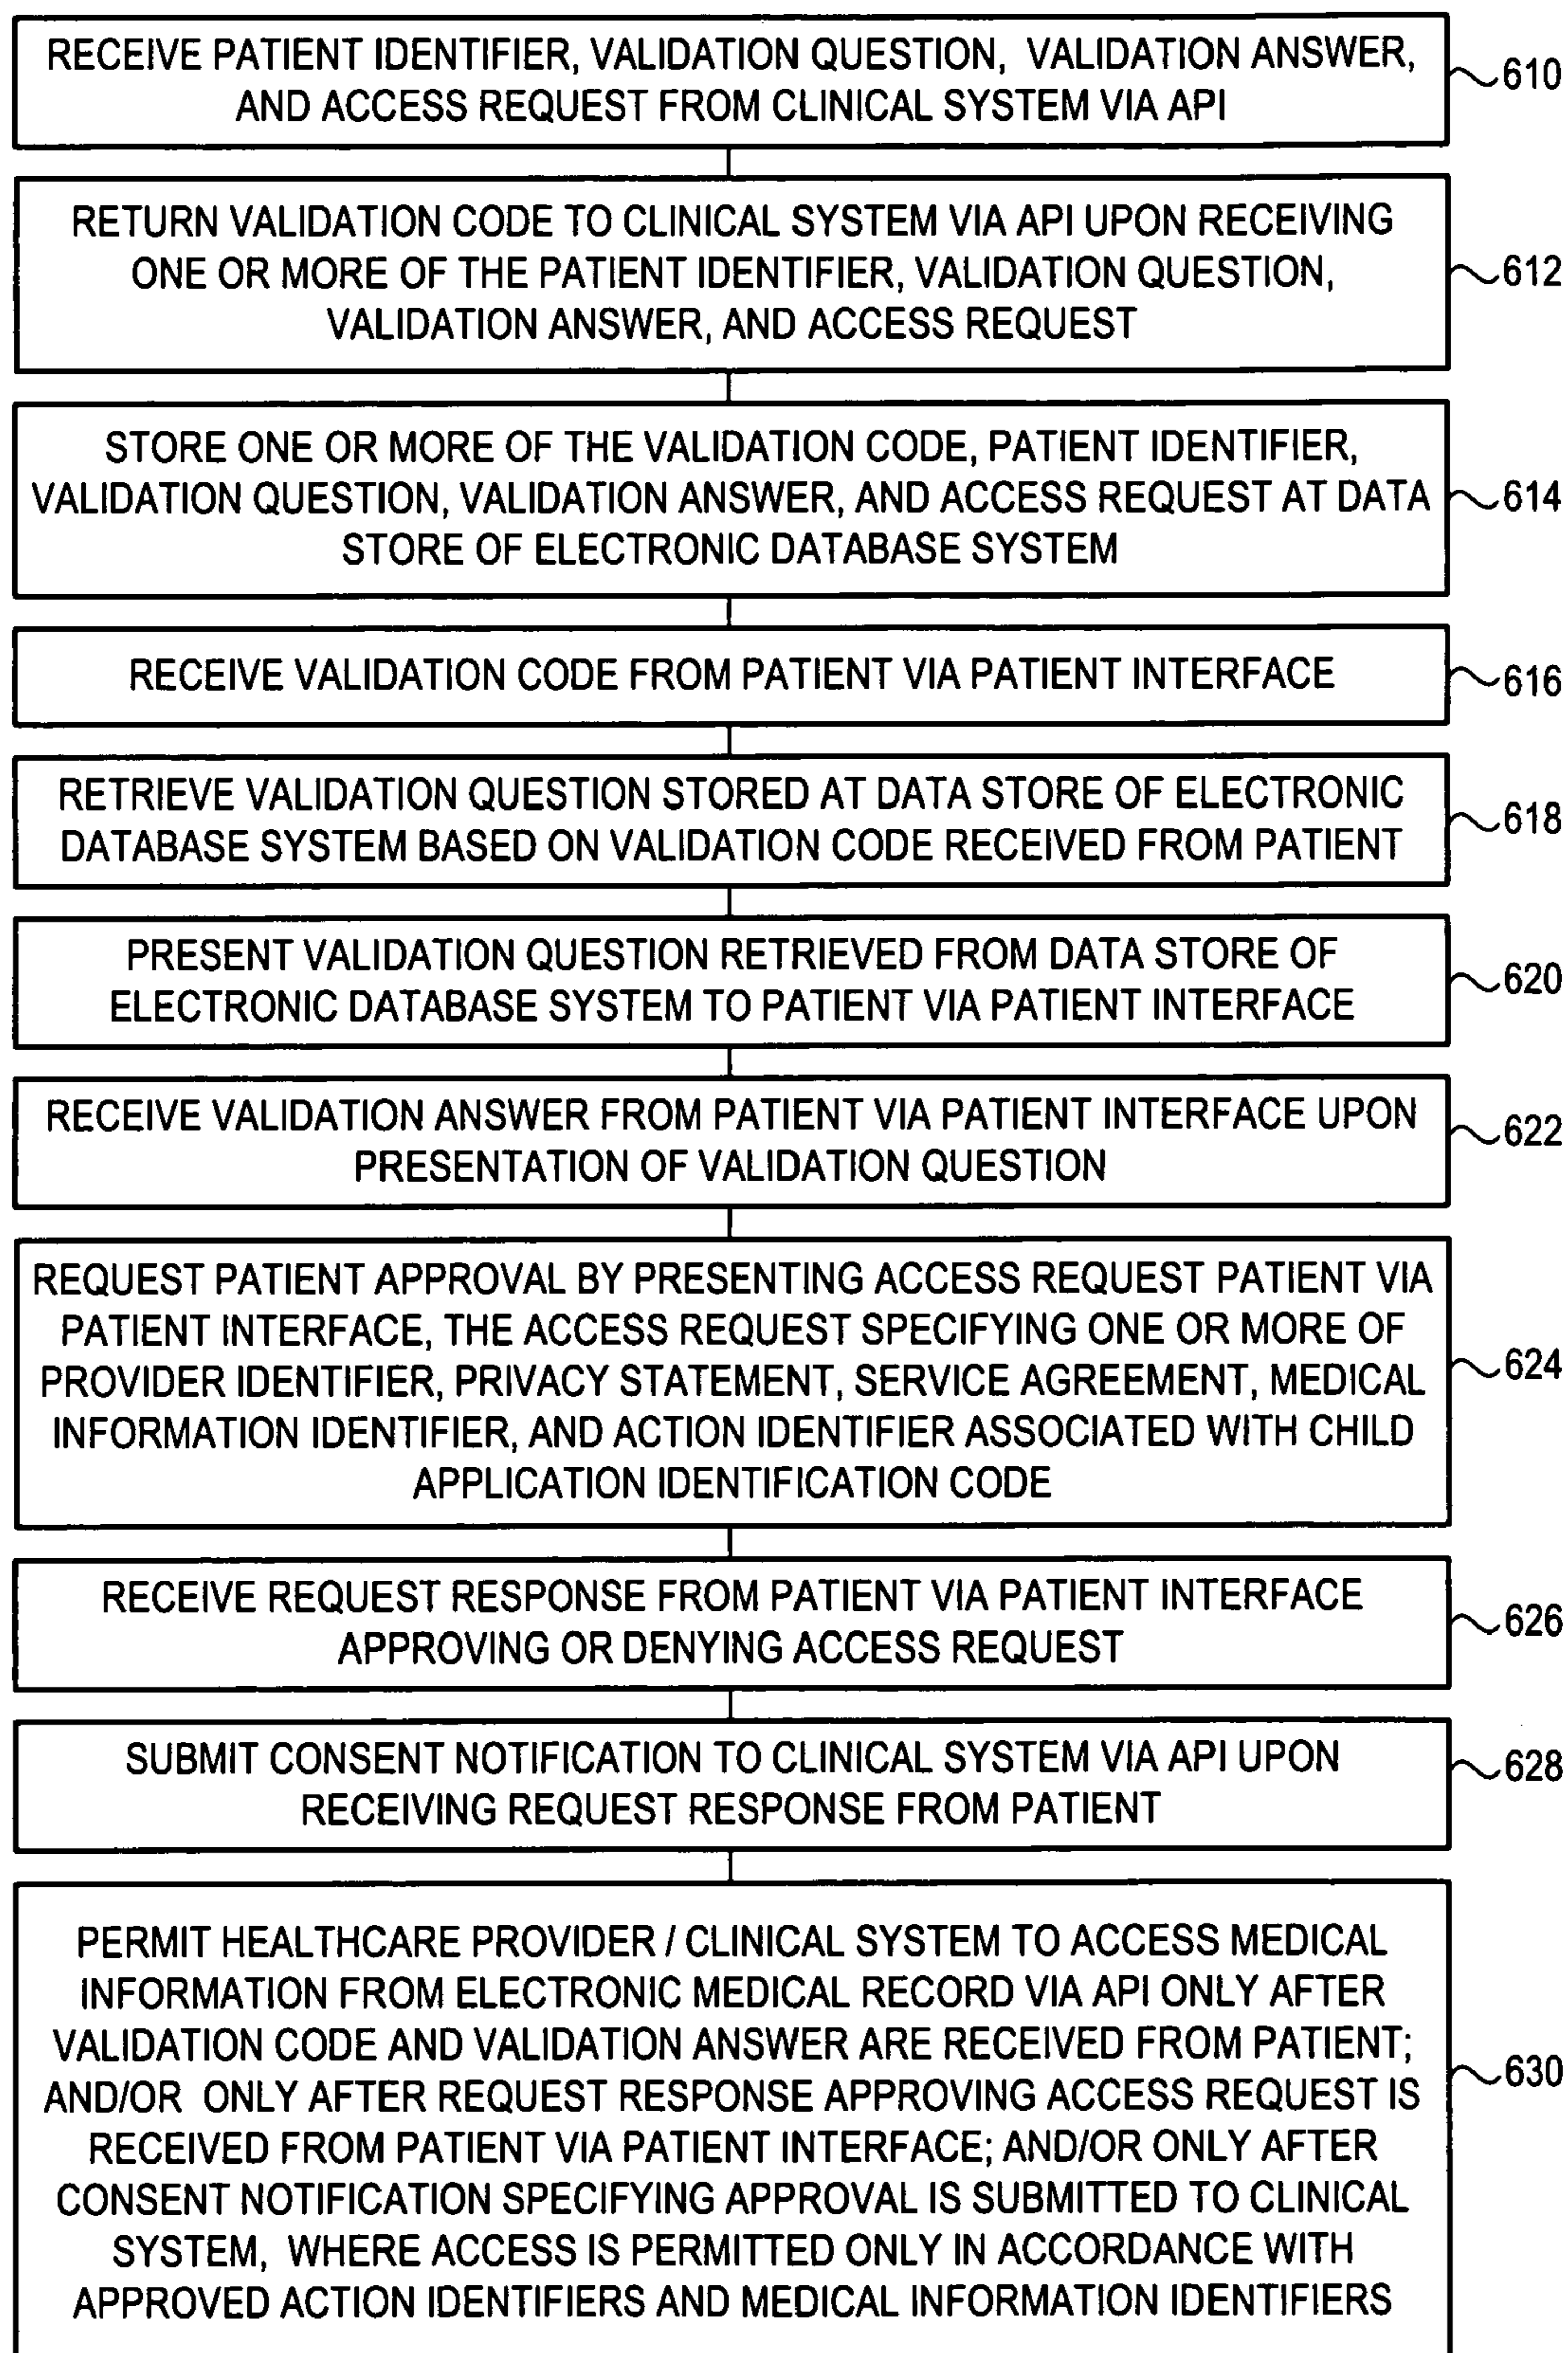 RECEIVE PATIENT IDENTIFIER, VALIDATION QUESTION, VALIDATION ANSWER,
AND ACCESS REQUEST FROM CLINICAL SYSTEM VIA API
610
RETURN VALIDATION CODE TO CLINICAL SYSTEM VIA API UPON RECEIVING
ONE OR MORE OF THE PATIENT IDENTIFIER, VALIDATION QUESTION,
VALIDATION ANSWER, AND ACCESS REQUEST
612
STORE ONE OR MORE OF THE VALIDATION CODE, PATIENT IDENTIFIER,
VALIDATION QUESTION, VALIDATION ANSWER, AND ACCESS REQUEST AT DATA
STORE OF ELECTRONIC DATABASE SYSTEM
614
RECEIVE VALIDATION CODE FROM PATIENT VIA PATIENT INTERFACE
616
RETRIEVE VALIDATION QUESTION STORED AT DATA STORE OF ELECTRONIC
DATABASE SYSTEM BASED ON VALIDATION CODE RECEIVED FROM PATIENT
618
PRESENT VALIDATION QUESTION RETRIEVED FROM DATA STORE OF
ELECTRONIC DATABASE SYSTEM TO PATIENT VIA PATIENT INTERFACE
620
RECEIVE VALIDATION ANSWER FROM PATIENT VIA PATIENT INTERFACE UPON
PRESENTATION OF VALIDATION QUESTION
622
REQUEST PATIENT APPROVAL BY PRESENTING ACCESS REQUEST PATIENT VIA
PATIENT INTERFACE, THE ACCESS REQUEST SPECIFYING ONE OR MORE OF
PROVIDER IDENTIFIER, PRIVACY STATEMENT, SERVICE AGREEMENT, MEDICAL
INFORMATION IDENTIFIER, AND ACTION IDENTIFIER ASSOCIATED WITH CHILD
APPLICATION IDENTIFICATION CODE
624
RECEIVE REQUEST RESPONSE FROM PATIENT VIA PATIENT INTERFACE
APPROVING OR DENYING ACCESS REQUEST
626
SUBMIT CONSENT NOTIFICATION TO CLINICAL SYSTEM VIA API UPON
RECEIVING REQUEST RESPONSE FROM PATIENT
628
PERMIT HEALTHCARE PROVIDER / CLINICAL SYSTEM TO ACCESS MEDICAL
INFORMATION FROM ELECTRONIC MEDICAL RECORD VIA API ONLY AFTER
VALIDATION CODE AND VALIDATION ANSWER ARE RECEIVED FROM PATIENT;
AND/OR ONLY AFTER REQUEST RESPONSE APPROVING ACCESS REQUEST IS
RECEIVED FROM PATIENT VIA PATIENT INTERFACE; AND/OR ONLY AFTER
CONSENT NOTIFICATION SPECIFYING APPROVAL IS SUBMITTED TO CLINICAL
SYSTEM, WHERE ACCESS IS PERMITTED ONLY IN ACCORDANCE WITH
APPROVED ACTION IDENTIFIERS AND MEDICAL INFORMATION IDENTIFIERS
630